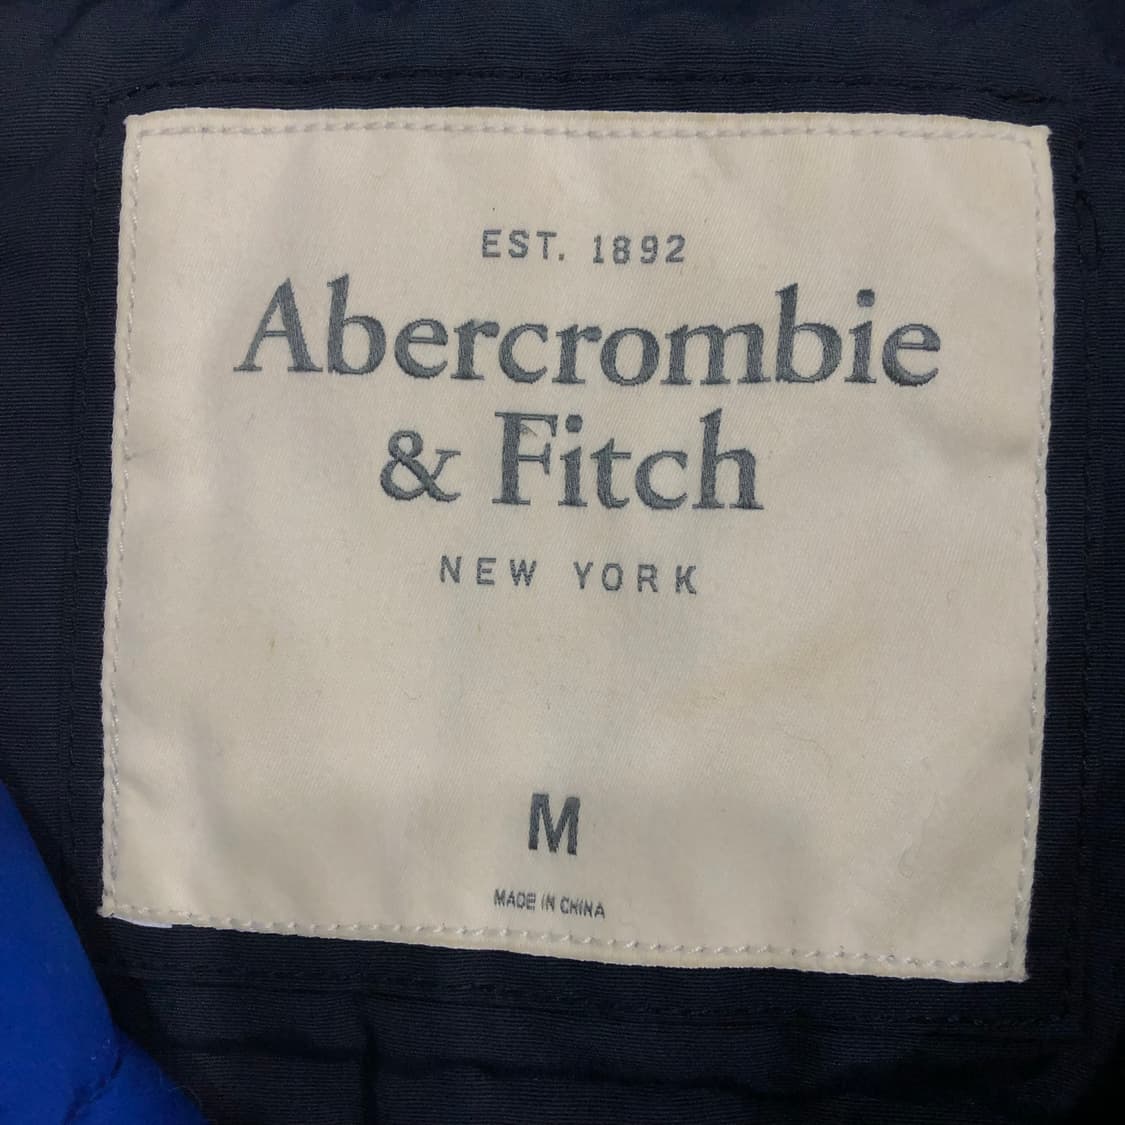 EST. 1892
Abercrombie
& Fitch
NEW YORK
M
MADE IN CHINA